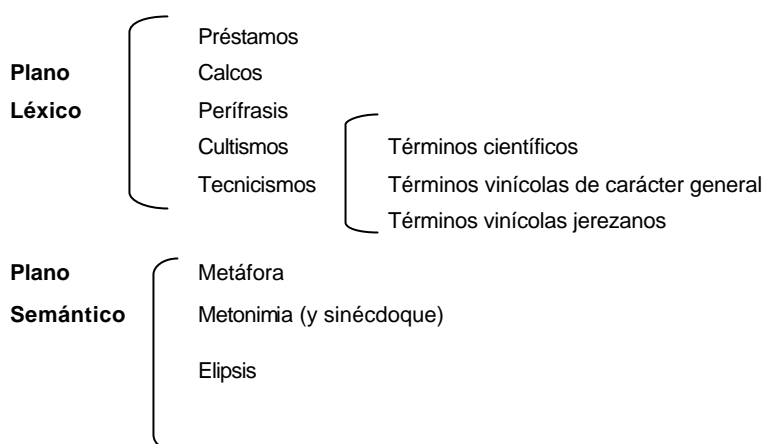 Préstamos
Plano Calcos
Léxico Perífrasis
Cultismos Términos científicos
Tecnicismos Términos vinícolas de carácter general
Términos vinícolas jerezanos
Plano Metáfora
Semántico Metonimia (y sinécdoque)
Elipsis